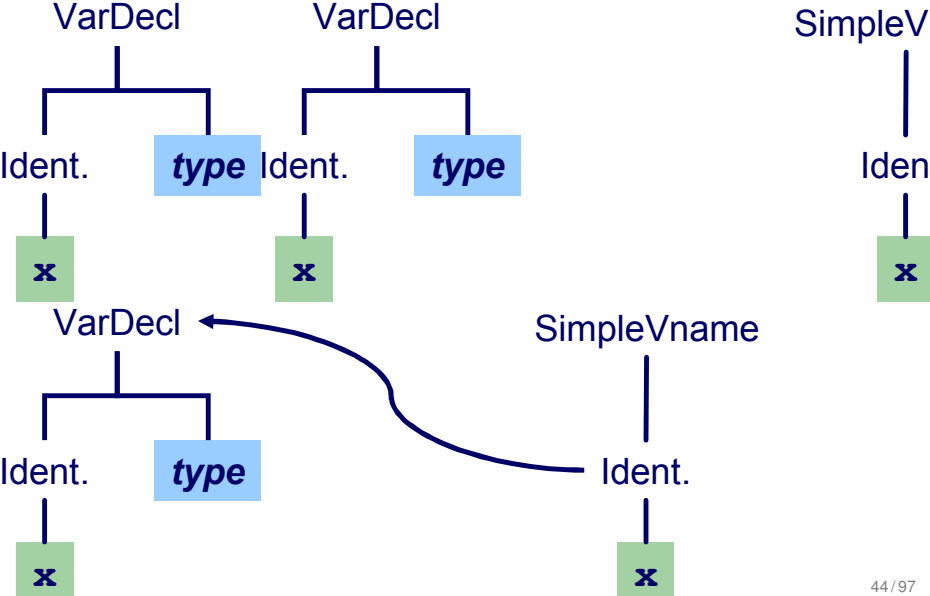 VarDecl VarDecl SimpleV
Ident. type Ident. type Iden
x x x
VarDecl SimpleVname
Ident. type Ident.
x x
44/97